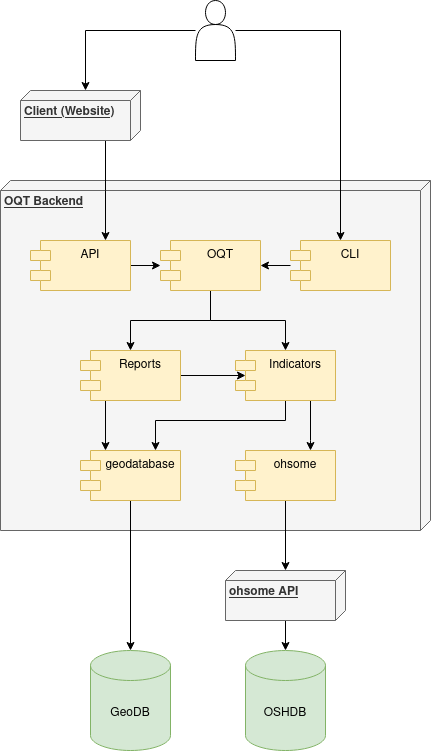 Client (Website)
OQT Backend
API
OQT
CLI
Reports
Indicators
geodatabase
ohsome
ohsome API
GeoDB
OSHDB